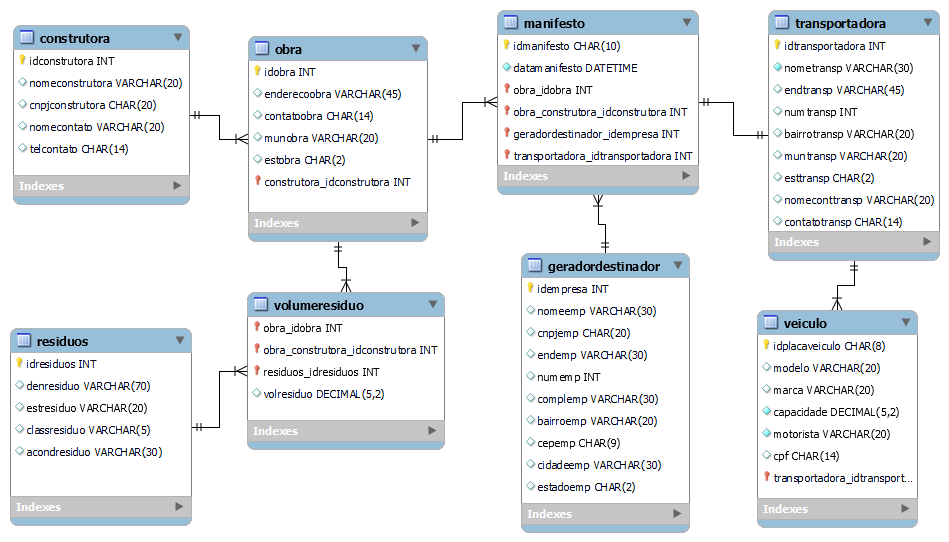 construtora
idconstrutora INT
nomeconstrutora VARCHAR(20)
cnpjconstrutora CHAR(20)
nomecontato VARCHAR(20)
telcontato CHAR(14)
Indexes
obra
idobra INT
enderecoobra VARCHAR(45)
contatoobra CHAR(14)
munobra VARCHAR(20)
estobra CHAR(2)
construtora_idconstrutora INT
Indexes
manifesto
idmanifesto CHAR(10)
datamanifesto DATETIME
obra_idobra INT
obra_construtora_idconstrutora INT
geradordestinador_idempresa INT
transportadora_idtransportadora INT
Indexes
transportadora
idtransportadora INT
nometransp VARCHAR(30)
endtransp VARCHAR(45)
numtransp INT
bairrotransp VARCHAR(20)
muntransp VARCHAR(20)
esttransp CHAR(2)
nomeconttransp VARCHAR(20)
contatotransp CHAR(14)
Indexes
residuos
idresiduos INT
denresiduo VARCHAR(70)
estresiduo VARCHAR(20)
classresiduo VARCHAR(5)
acondresiduo VARCHAR(30)
Indexes
volumeresiduo
obra_idobra INT
obra_construtora_idconstrutora INT
residuos_idresiduos INT
volresiduo DECIMAL(5,2)
Indexes
geradordestinador
idempresa INT
nomeemp VARCHAR(30)
cnpjemp CHAR(20)
endemp VARCHAR(30)
numemp INT
complemp VARCHAR(30)
bairroemp VARCHAR(20)
cepemp CHAR(9)
cidadeemp VARCHAR(30)
estadoemp CHAR(2)
Indexes
veiculo
idplacaveiculo CHAR(8)
modelo VARCHAR(20)
marca VARCHAR(20)
capacidade DECIMAL(5,2)
motorista VARCHAR(20)
cpf CHAR(14)
transportadora_idtransport...
Indexes